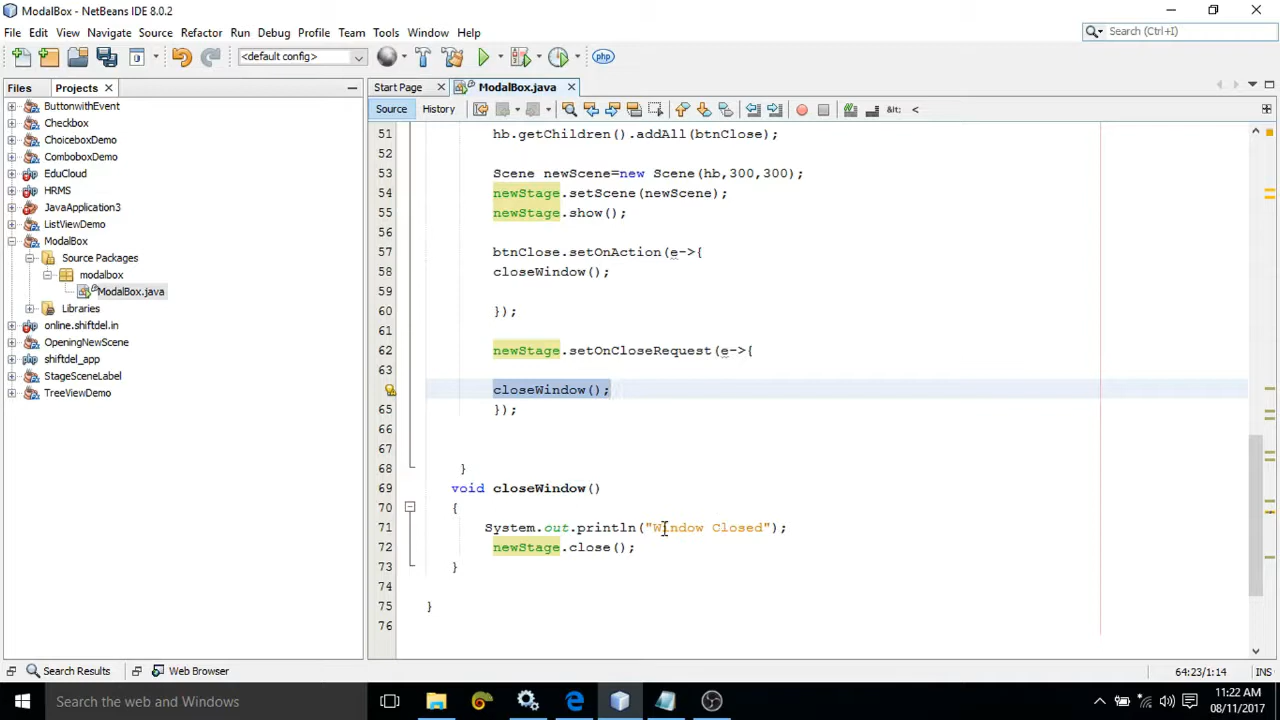 ModalBox - NetBeans IDE 8.0.2
File Edit View Navigate Source Refactor Run Debug Profile Team Tools Window Help
Search (Ctrl+I)
<default config>
php
Files Projects
Start Page ModalBox.java
Source History
ButtonwithEvent
Checkbox
ChoiceboxDemo
ComboboxDemo
EduCloud
HRMS
JavaApplication3
ListViewDemo
ModalBox
Source Packages
modalbox
ModalBox.java
Libraries
online.shiftdel.in
OpeningNewScene
shiftdel_app
StageSceneLabel
TreeViewDemo
51 hb.getChildren().addAll(btnClose);
52
53 Scene newScene=new Scene(hb,300,300);
54 newStage.setScene(newScene);
55 newStage.show();
56
57 btnClose.setOnAction(e->{
58 closeWindow();
59
60 });
61
62 newStage.setOnCloseRequest(e->{
63
closeWindow();
65 });
66
67
68 }
69 void closeWindow()
70 {
71 System.out.println("Window Closed");
72 newStage.close();
73 }
74
75 }
76
Search Results Web Browser
64:23/1:14 INS
Search the web and Windows
11:22 AM
08/11/2017